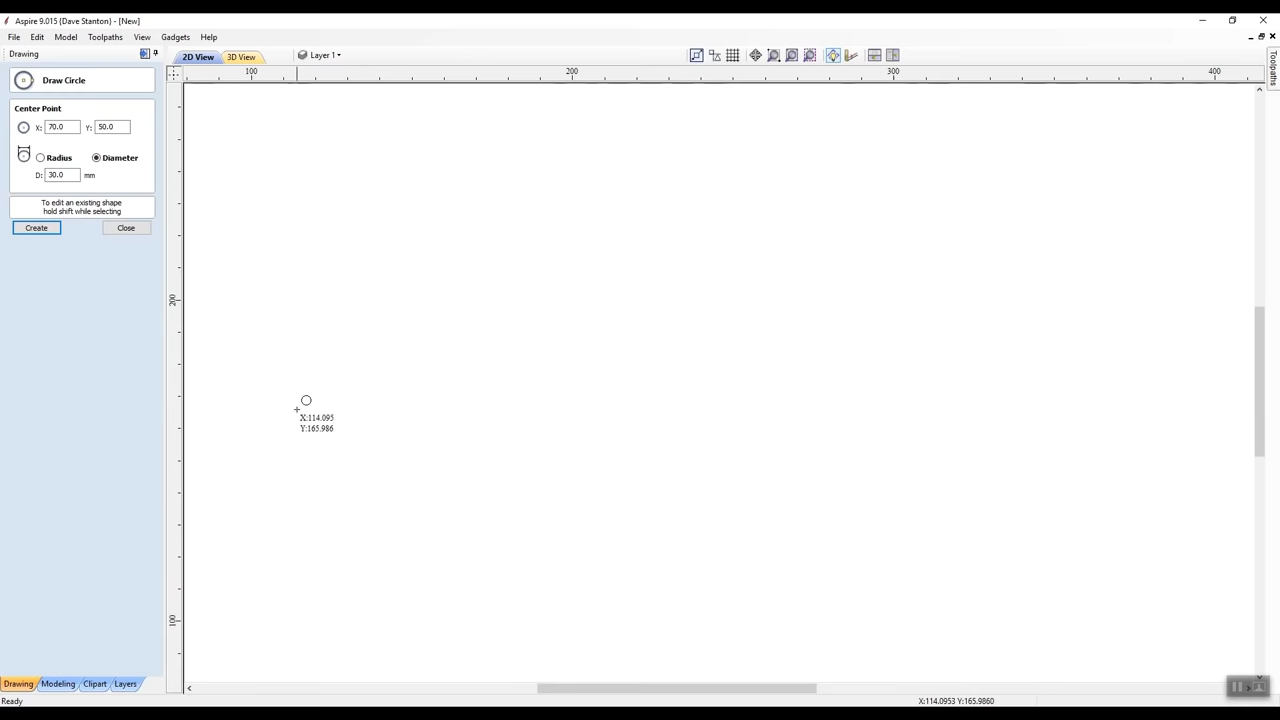 Aspire 9.015 (Dave Stanton) - [New]
File Edit Model Toolpaths View Gadgets Help
Drawing
2D View 3D View Layer 1
100 200 300 400
Draw Circle
Center Point
X: 70.0 Y: 50.0
Radius Diameter
D: 30.0 mm
To edit an existing shape
hold shift while selecting
Create Close
Toolpaths
200
X:114.095
Y:165.986
100
Drawing Modeling Clipart Layers
Ready X:114.0953 Y:165.9860